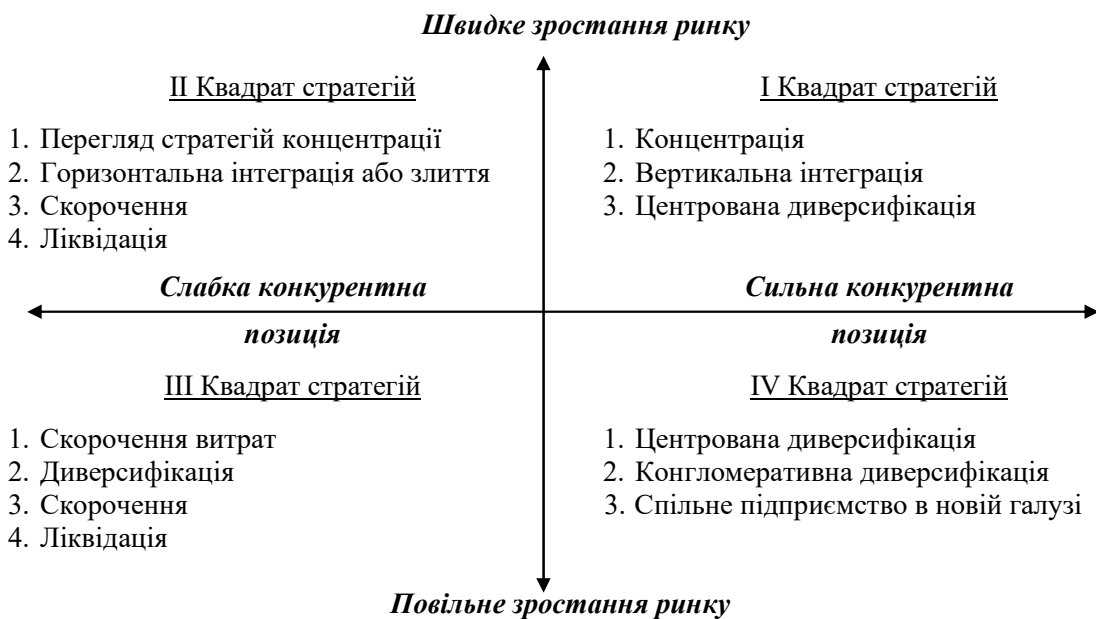 Швидке зростання ринку
II Квадрат стратегій
1. Перегляд стратегій концентрації
2. Горизонтальна інтеграція або злиття
3. Скорочення
4. Ліквідація
I Квадрат стратегій
1. Концентрація
2. Вертикальна інтеграція
3. Центрована диверсифікація
Слабка конкурентна
позиція
Сильна конкурентна
позиція
III Квадрат стратегій
1. Скорочення витрат
2. Диверсифікація
3. Скорочення
4. Ліквідація
IV Квадрат стратегій
1. Центрована диверсифікація
2. Конгломеративна диверсифікація
3. Спільне підприємство в новій галузі
Повільне зростання ринку